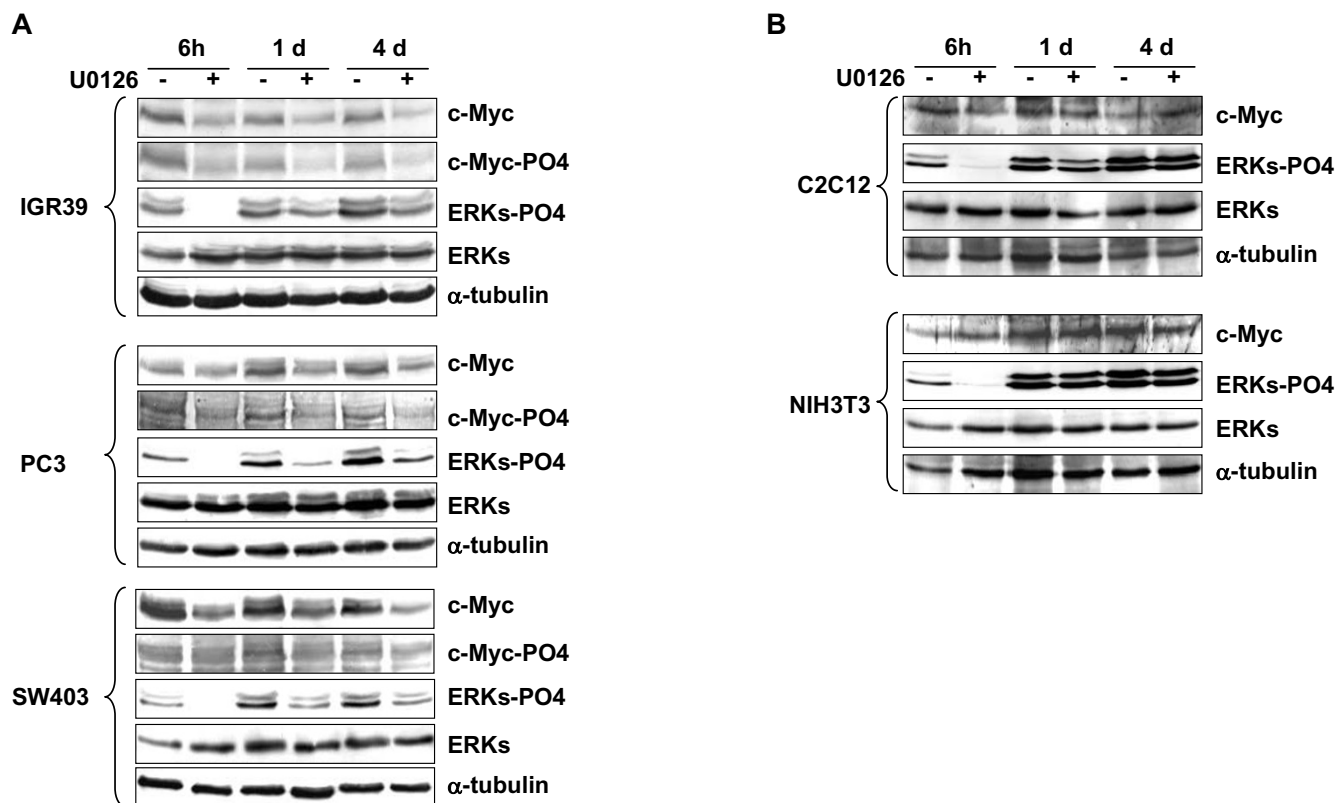 A
6h 1 d 4 d
U0126 - + - + - +
IGR39
c-Myc
c-Myc-PO4
ERKs-PO4
ERKs
α-tubulin
PC3
c-Myc
c-Myc-PO4
ERKs-PO4
ERKs
α-tubulin
SW403
c-Myc
c-Myc-PO4
ERKs-PO4
ERKs
α-tubulin
B
6h 1 d 4 d
U0126 - + - + - +
C2C12
c-Myc
ERKs-PO4
ERKs
α-tubulin
NIH3T3
c-Myc
ERKs-PO4
ERKs
α-tubulin